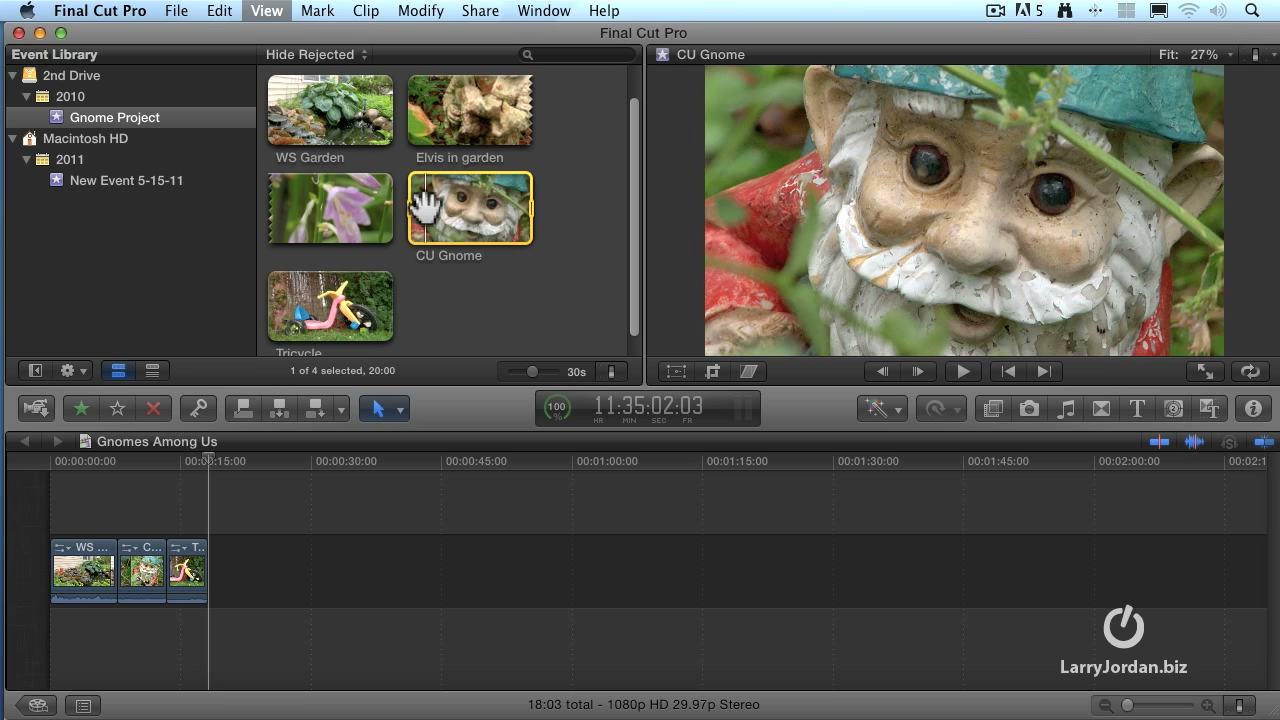 Final Cut Pro File Edit View Mark Clip Modify Share Window Help 5
Final Cut Pro
Event Library Hide Rejected CU Gnome Fit: 27%
2nd Drive
2010
Gnome Project
Macintosh HD
2011
New Event 5-15-11
WS Garden Elvis in garden
CU Gnome
Tricycle
1 of 4 selected, 20:00 30s
100 % 11:35:02:03
HR MIN SEC FR
T 2 T
Gnomes Among Us
00:00:00:00 00:00:15:00 00:00:30:00 00:00:45:00 00:01:00:00 00:01:15:00 00:01:30:00 00:01:45:00 00:02:00:00 00:02:1
WS ... C... T..
LarryJordan.biz
18:03 total - 1080p HD 29.97p Stereo